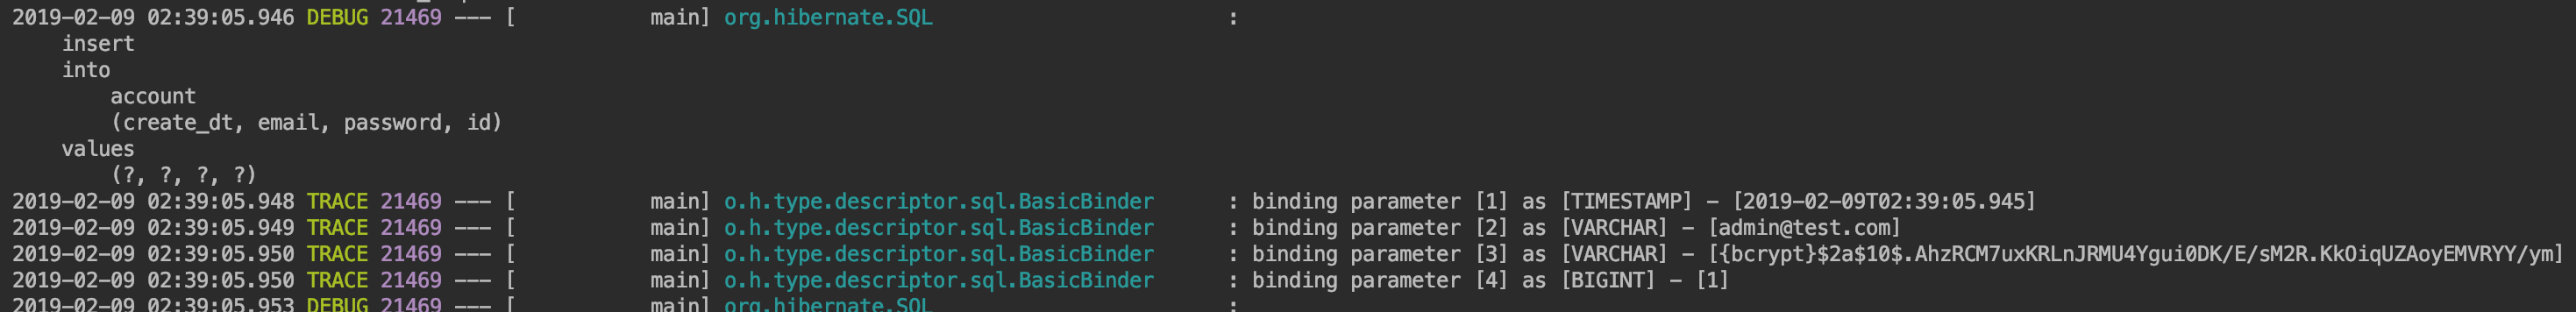 2019-02-09 02:39:05.946 DEBUG 21469 --- [           main] org.hibernate.SQL                        :
    insert
    into
        account
        (create_dt, email, password, id)
    values
        (?, ?, ?, ?)
2019-02-09 02:39:05.948 TRACE 21469 --- [           main] o.h.type.descriptor.sql.BasicBinder      : binding parameter [1] as [TIMESTAMP] - [2019-02-09T02:39:05.945]
2019-02-09 02:39:05.949 TRACE 21469 --- [           main] o.h.type.descriptor.sql.BasicBinder      : binding parameter [2] as [VARCHAR] - [admin@test.com]
2019-02-09 02:39:05.950 TRACE 21469 --- [           main] o.h.type.descriptor.sql.BasicBinder      : binding parameter [3] as [VARCHAR] - [{bcrypt}$2a$10$.AhzRCM7uxKRLnJRMU4Ygui0DK/E/sM2R.KkOiqUZAoyEMVRYY/ym]
2019-02-09 02:39:05.950 TRACE 21469 --- [           main] o.h.type.descriptor.sql.BasicBinder      : binding parameter [4] as [BIGINT] - [1]
2019-02-09 02:39:05.953 DEBUG 21469 --- [           main] org.hibernate.SQL                        :